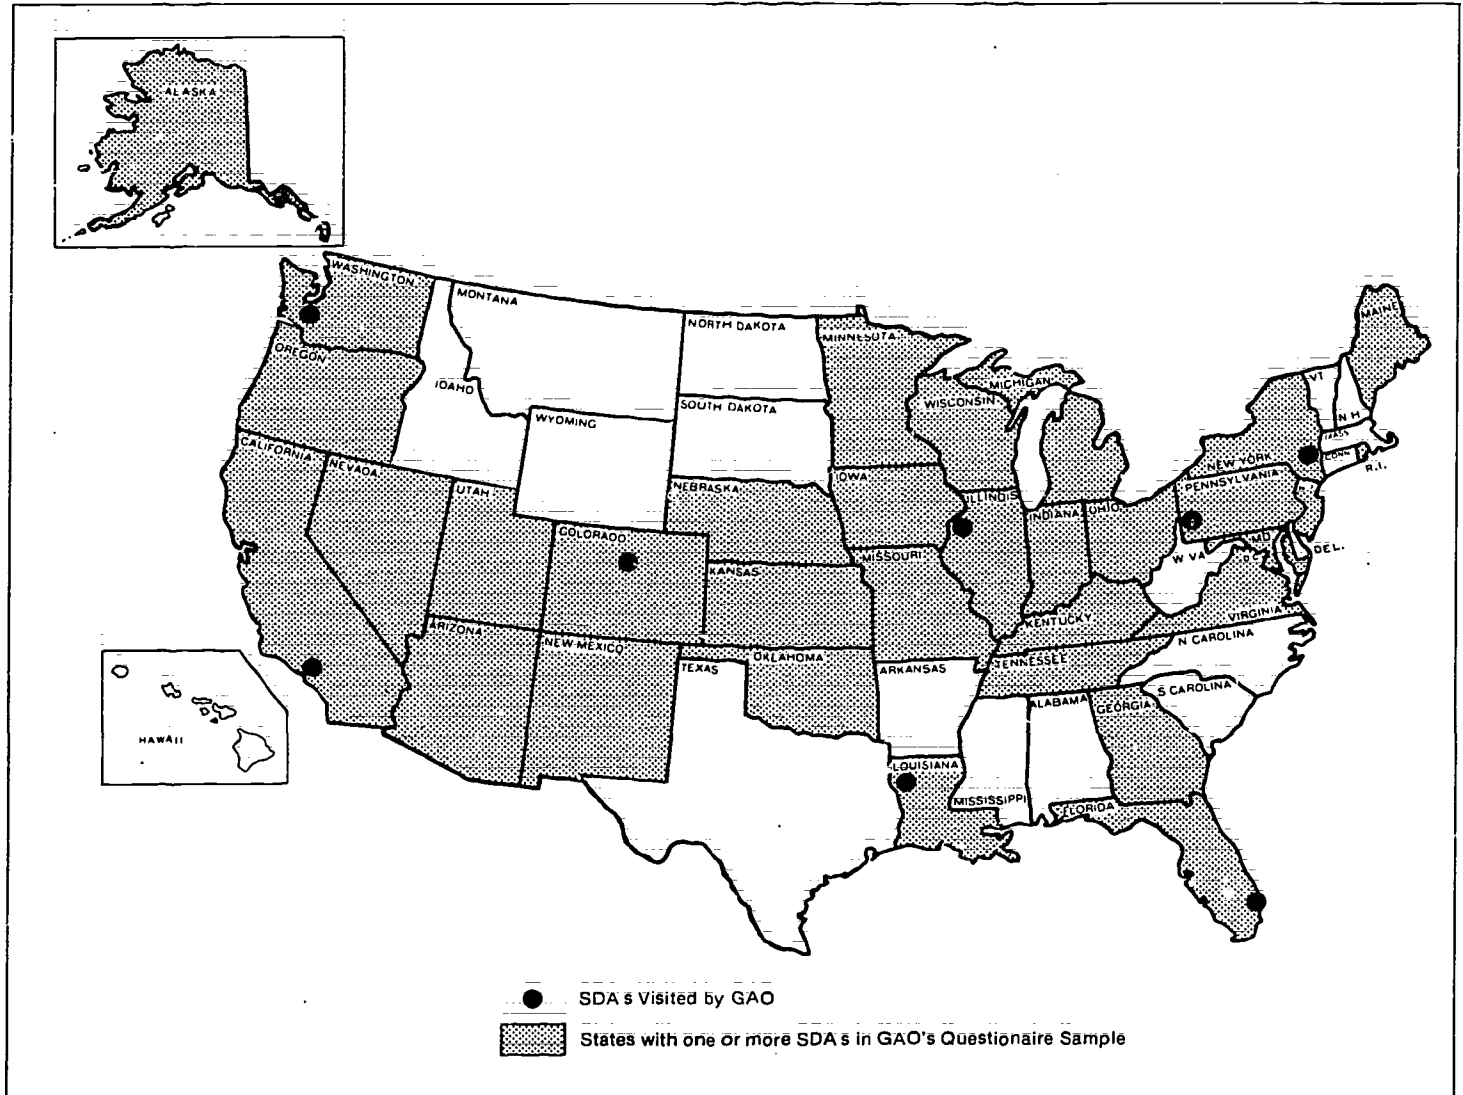 ALASKA
WASHINGTON
MONTANA
NORTH DAKOTA
MINNESOTA
MAINE
OREGON
IDAHO
SOUTH DAKOTA
WISCONSIN
MICHIGAN
VT
N H
WYOMING
CALIFORNIA
NEVADA
UTAH
NEBRASKA
IOWA
ILLINOIS
INDIANA
OHIO
NEW YORK
MASS
CONN
R.I.
PENNSYLVANIA
COLORADO
KANSAS
MISSOURI
W VA
MD
DEL.
KENTUCKY
VIRGINIA
ARIZONA
NEW MEXICO
OKLAHOMA
TEXAS
ARKANSAS
TENNESSEE
N CAROLINA
S CAROLINA
ALABAMA
GEORGIA
HAWAII
LOUISIANA
MISSISSIPPI
FLORIDA
SDA s Visited by GAO
States with one or more SDA s in GAO's Questionaire Sample